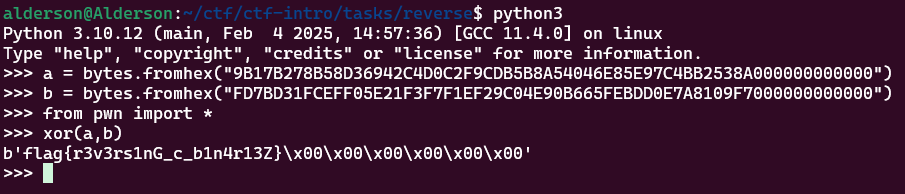 alderson@Alderson:~/ctf/ctf-intro/tasks/reverse$ python3
Python 3.10.12 (main, Feb  4 2025, 14:57:36) [GCC 11.4.0] on linux
Type "help", "copyright", "credits" or "license" for more information.
>>> a = bytes.fromhex("9B17B278B58D36942C4D0C2F9CDB5B8A54046E85E97C4BB2538A000000000000")
>>> b = bytes.fromhex("FD7BD31FCEFF05E21F3F7F1EF29C04E90B665FEBDD0E7A8109F7000000000000")
>>> from pwn import *
>>> xor(a,b)
b'flag{r3v3rs1nG_c_b1n4r13Z}\x00\x00\x00\x00\x00\x00'
>>>